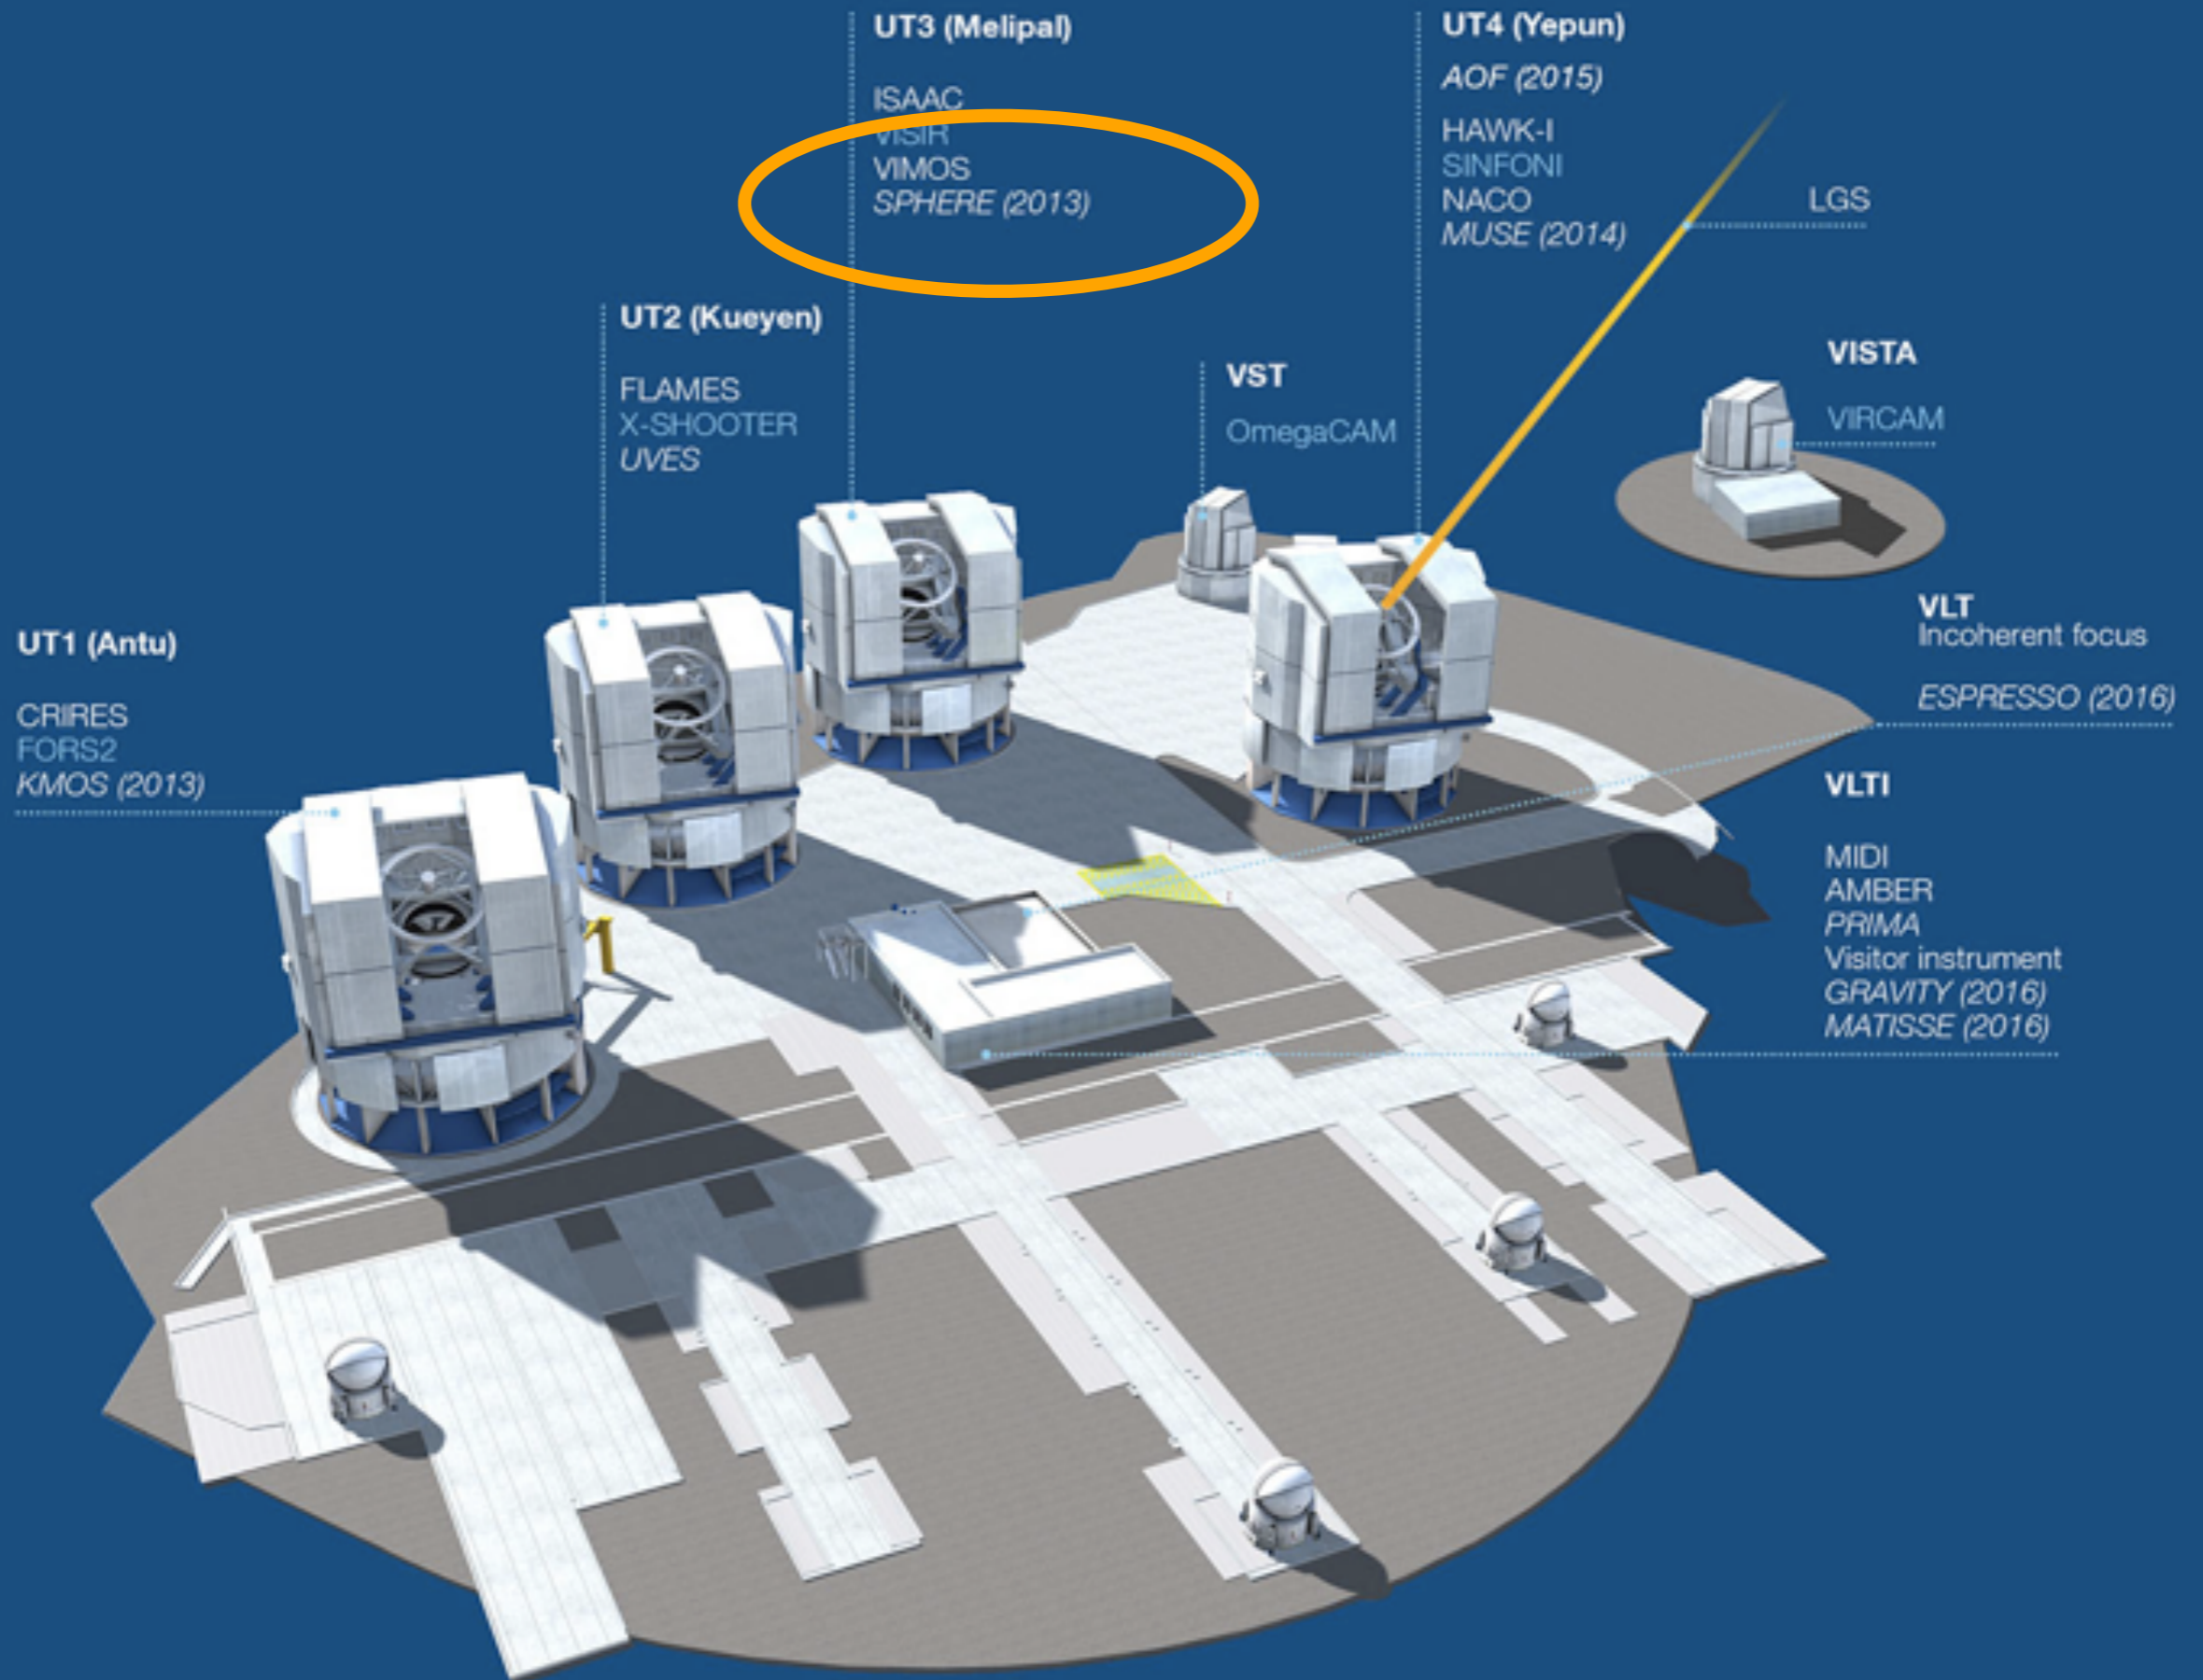 UT3 (Melipal)
ISAAC
VISIR
VIMOS
SPHERE (2013)
UT4 (Yepun)
AOF (2015)
HAWK-I
SINFONI
NACO
MUSE (2014)
LGS
UT2 (Kueyen)
FLAMES
X-SHOOTER
UVES
VST
OmegaCAM
VISTA
VIRCAM
UT1 (Antu)
CRIRES
FORS2
KMOS (2013)
VLT
Incoherent focus
ESPRESSO (2016)
VLTI
MIDI
AMBER
PRIMA
Visitor instrument
GRAVITY (2016)
MATISSE (2016)